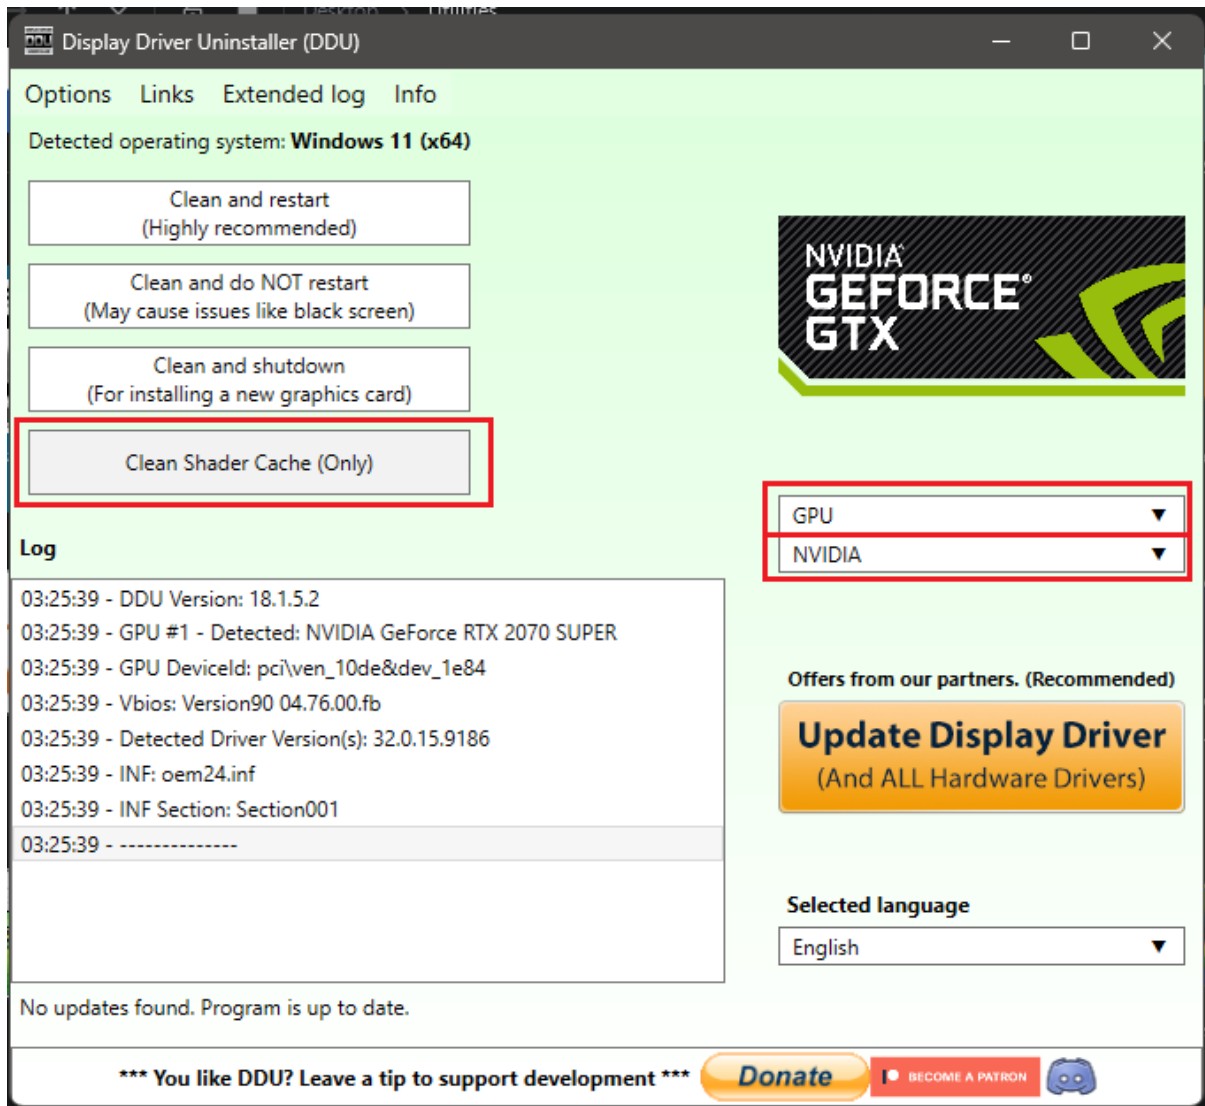 Desktop > Utilities
Display Driver Uninstaller (DDU)
Options Links Extended log Info
Detected operating system: Windows 11 (x64)
Clean and restart
(Highly recommended)
Clean and do NOT restart
(May cause issues like black screen)
Clean and shutdown
(For installing a new graphics card)
Clean Shader Cache (Only)
NVIDIA
GEFORCE®
GTX
GPU
NVIDIA
Log
03:25:39 - DDU Version: 18.1.5.2
03:25:39 - GPU #1 - Detected: NVIDIA GeForce RTX 2070 SUPER
03:25:39 - GPU DeviceId: pci\ven_10de&dev_1e84
03:25:39 - Vbios: Version90 04.76.00.fb
03:25:39 - Detected Driver Version(s): 32.0.15.9186
03:25:39 - INF: oem24.inf
03:25:39 - INF Section: Section001
03:25:39 - --------------
Offers from our partners. (Recommended)
Update Display Driver
(And ALL Hardware Drivers)
Selected language
English
No updates found. Program is up to date.
*** You like DDU? Leave a tip to support development ***
Donate
BECOME A PATRON